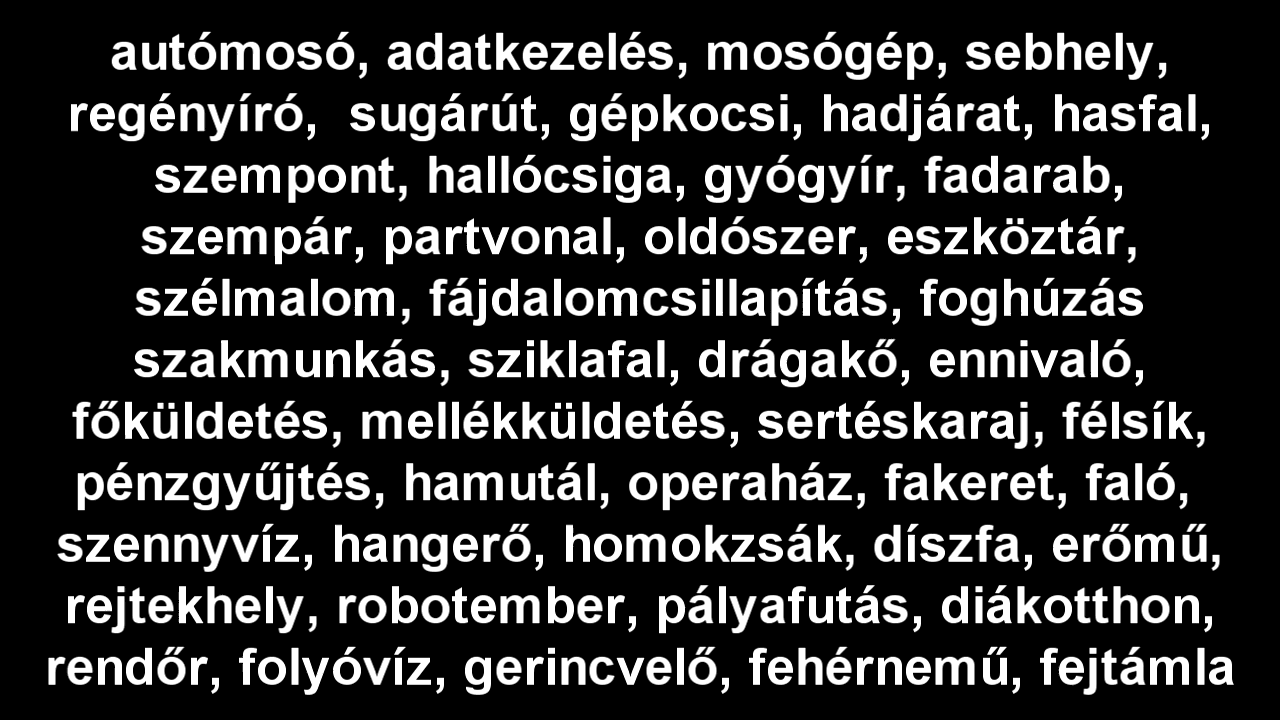 autómosó, adatkezelés, mosógép, sebhely,
regényíró,  sugárút, gépkocsi, hadjárat, hasfal,
szempont, hallócsiga, gyógyír, fadarab,
szempár, partvonal, oldószer, eszköztár,
szélmalom, fájdalomcsillapítás, foghúzás
szakmunkás, sziklafal, drágakő, ennivaló,
főküldetés, mellékküldetés, sertéskaraj, félsík,
pénzgyűjtés, hamutál, operaház, fakeret, faló,
szennyvíz, hangerő, homokzsák, díszfa, erőmű,
rejtekhely, robotember, pályafutás, diákotthon,
rendőr, folyóvíz, gerincvelő, fehérnemű, fejtámla